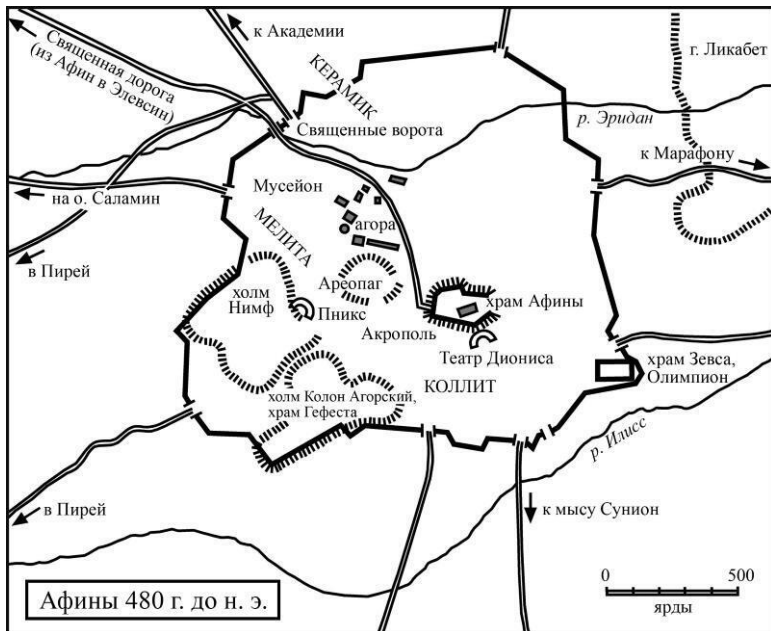 к Академии
Священная дорога
(из Афин в Элевсин)
КЕРАМИК
г. Ликабет
Священные ворота
р. Эридан
к Марафону
Мусейон
на о. Саламин
агора
МЕЛИТА
в Пирей
Ареопаг
холм
Нимф
Пникс
храм Афины
Акрополь
Театр Диониса
храм Зевса,
Олимпион
КОЛЛИТ
холм Колон Агорский,
храм Гефеста
р. Илисс
в Пирей
к мысу Сунион
0 500
ярды
Афины 480 г. до н. э.